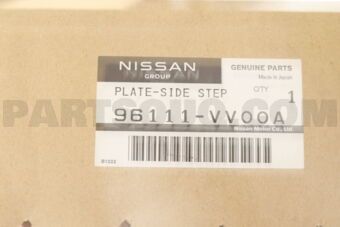 NISSAN
GROUP
GENUINE PARTS
Made in Japan
PLATE-SIDE STEP
QTY 1
96111-VV00A
Nissan Motor Co., Ltd.
PARTSOUQ.COM